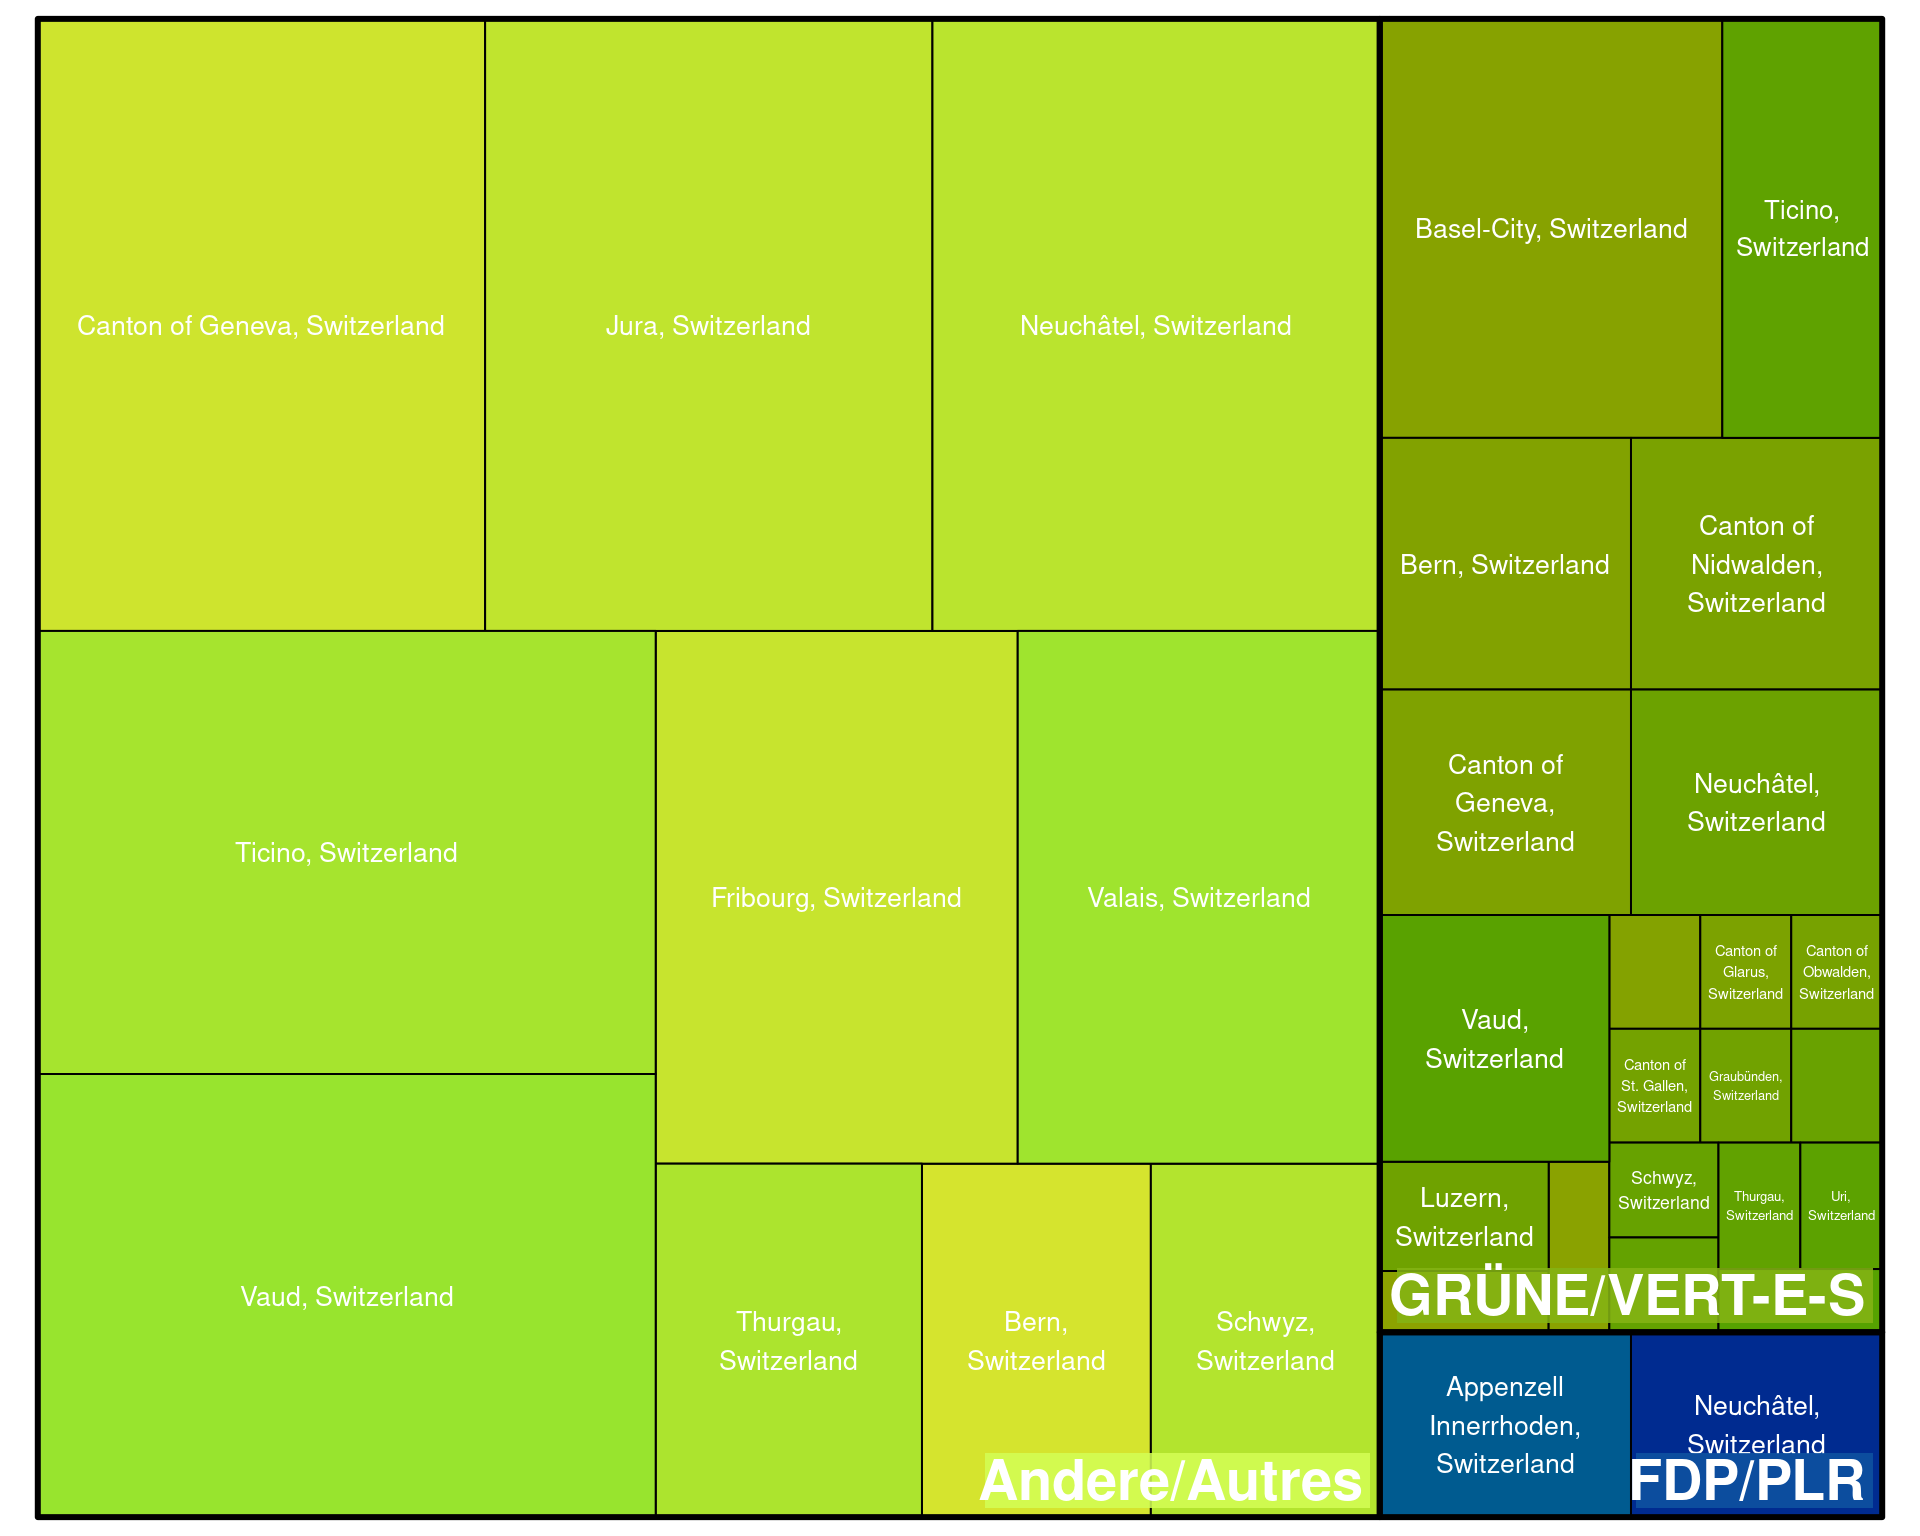 Canton of Geneva, Switzerland
Jura, Switzerland
Neuchâtel, Switzerland
Ticino, Switzerland
Fribourg, Switzerland
Valais, Switzerland
Vaud, Switzerland
Thurgau,
Switzerland
Bern,
Switzerland
Schwyz,
Switzerland
Andere/Autres
Basel-City, Switzerland
Ticino,
Switzerland
Bern, Switzerland
Canton of
Nidwalden,
Switzerland
Canton of
Geneva,
Switzerland
Neuchâtel,
Switzerland
Vaud,
Switzerland
Canton of
Glarus,
Switzerland
Canton of
Obwalden,
Switzerland
Canton of
St. Gallen,
Switzerland
Graubünden,
Switzerland
Luzern,
Switzerland
Schwyz,
Switzerland
Thurgau,
Switzerland
Uri,
Switzerland
GRÜNE/VERT-E-S
Appenzell
Innerrhoden,
Switzerland
Neuchâtel,
Switzerland
FDP/PLR